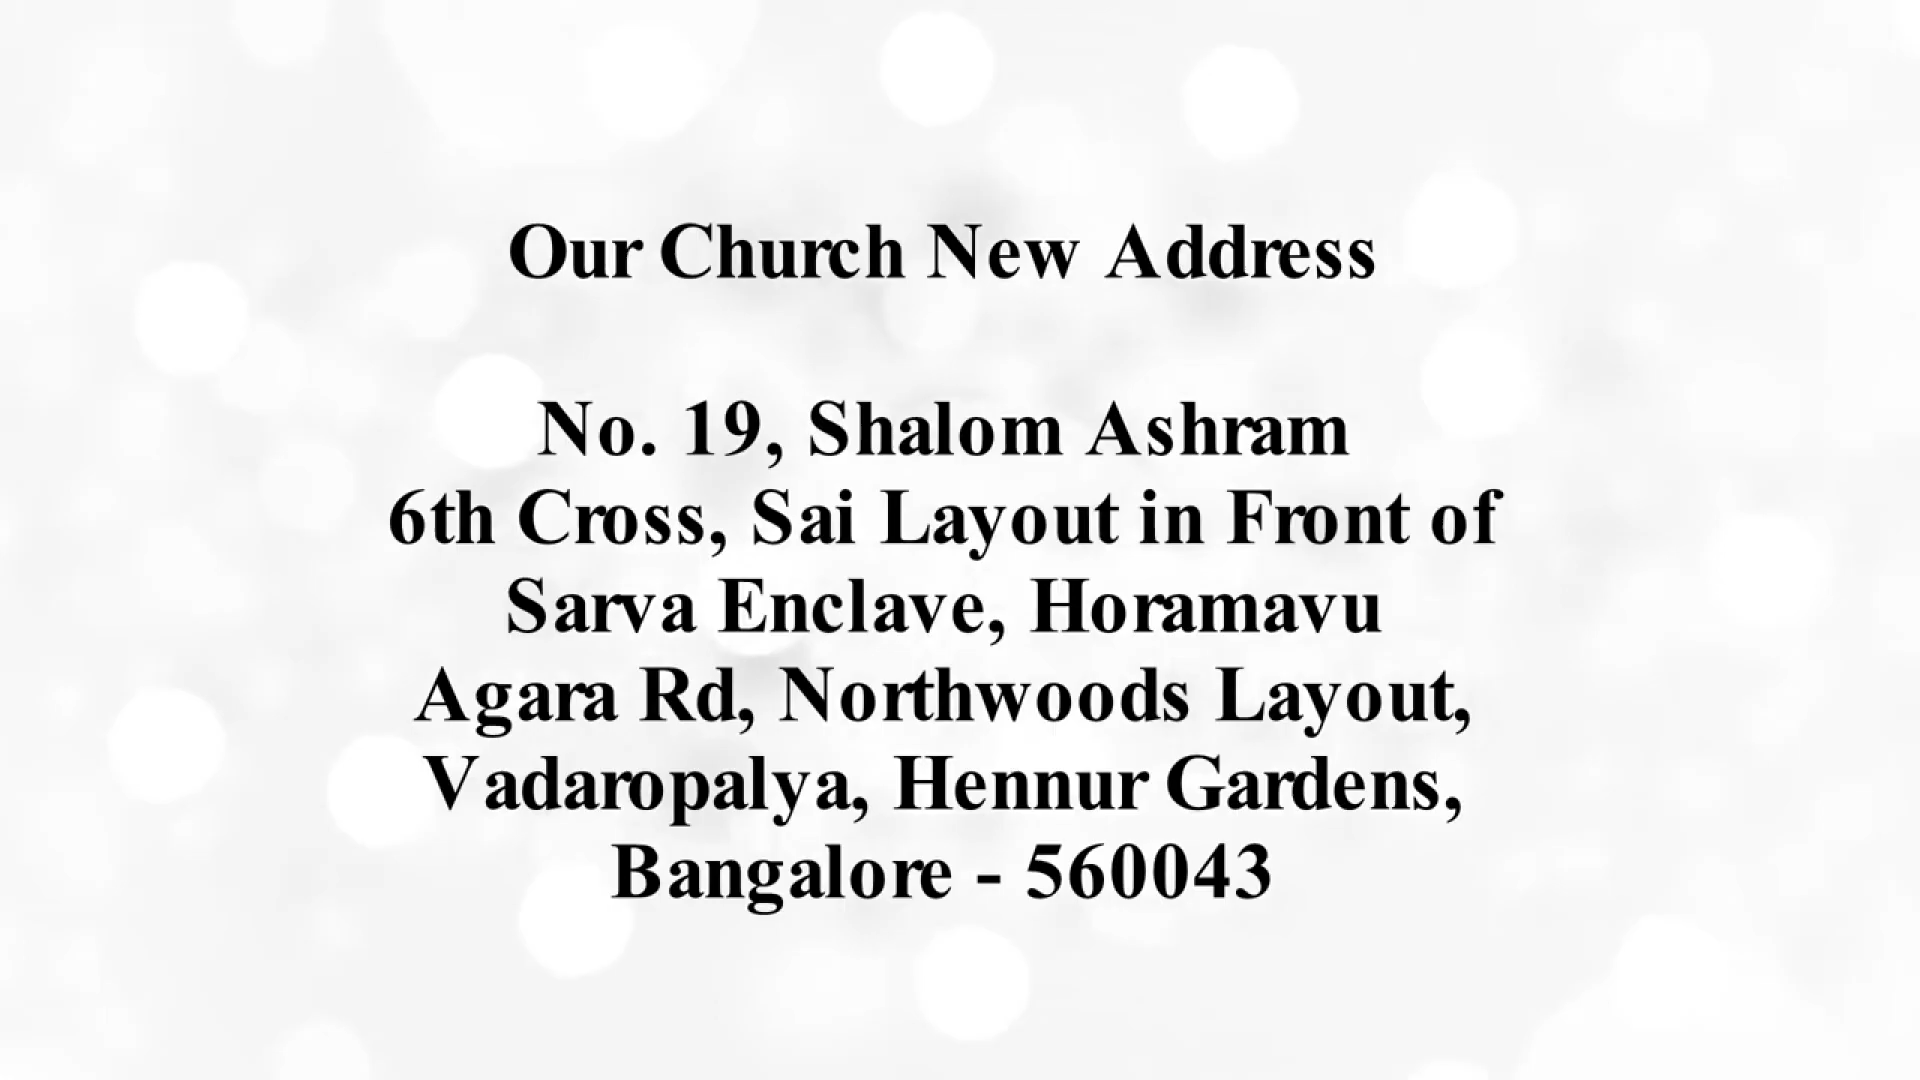 Our Church New Address
No. 19, Shalom Ashram
6th Cross, Sai Layout in Front of
Sarva Enclave, Horamavu
Agara Rd, Northwoods Layout,
Vadaropalya, Hennur Gardens,
Bangalore - 560043